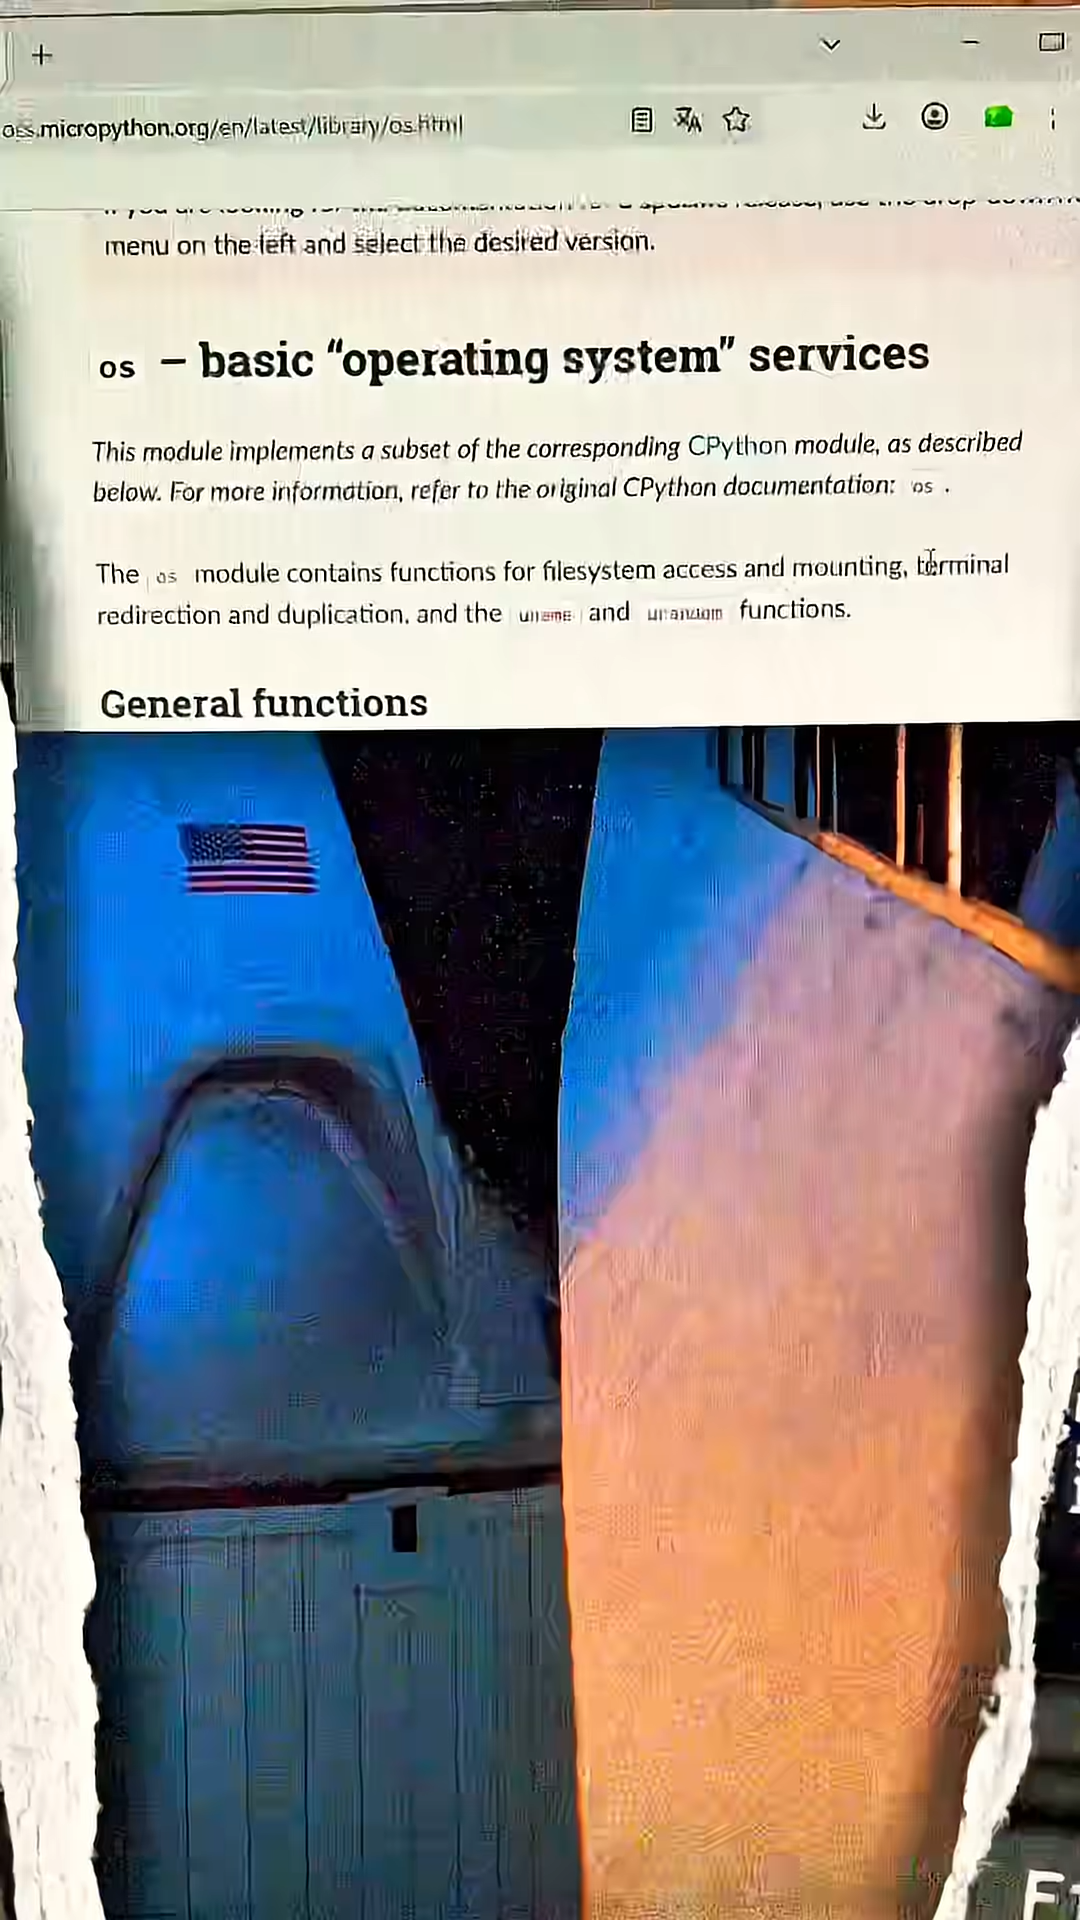 micropython.org/en/latest/library/os.html
menu on the left and select the desired version.
os — basic “operating system” services
This module implements a subset of the corresponding CPython module, as described
below. For more information, refer to the original CPython documentation: os .
The os module contains functions for filesystem access and mounting, terminal
redirection and duplication, and the uname and urandom functions.
General functions